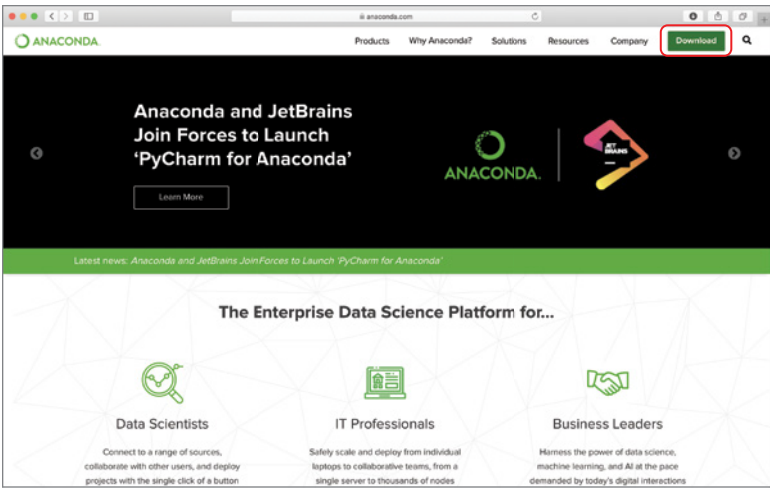 anaconda.com
ANACONDA.
Products Why Anaconda? Solutions Resources Company Download
Anaconda and JetBrains
Join Forces to Launch
‘PyCharm for Anaconda’
Learn More
ANACONDA.
JET
BRAINS
Latest news: Anaconda and JetBrains Join Forces to Launch 'PyCharm for Anaconda'
The Enterprise Data Science Platform for...
Data Scientists
Connect to a range of sources,
collaborate with other users, and deploy
projects with the single click of a button
IT Professionals
Safely scale and deploy from individual
laptops to collaborative teams, from a
single server to thousands of nodes
Business Leaders
Harness the power of data science,
machine learning, and AI at the pace
demanded by today's digital interactions